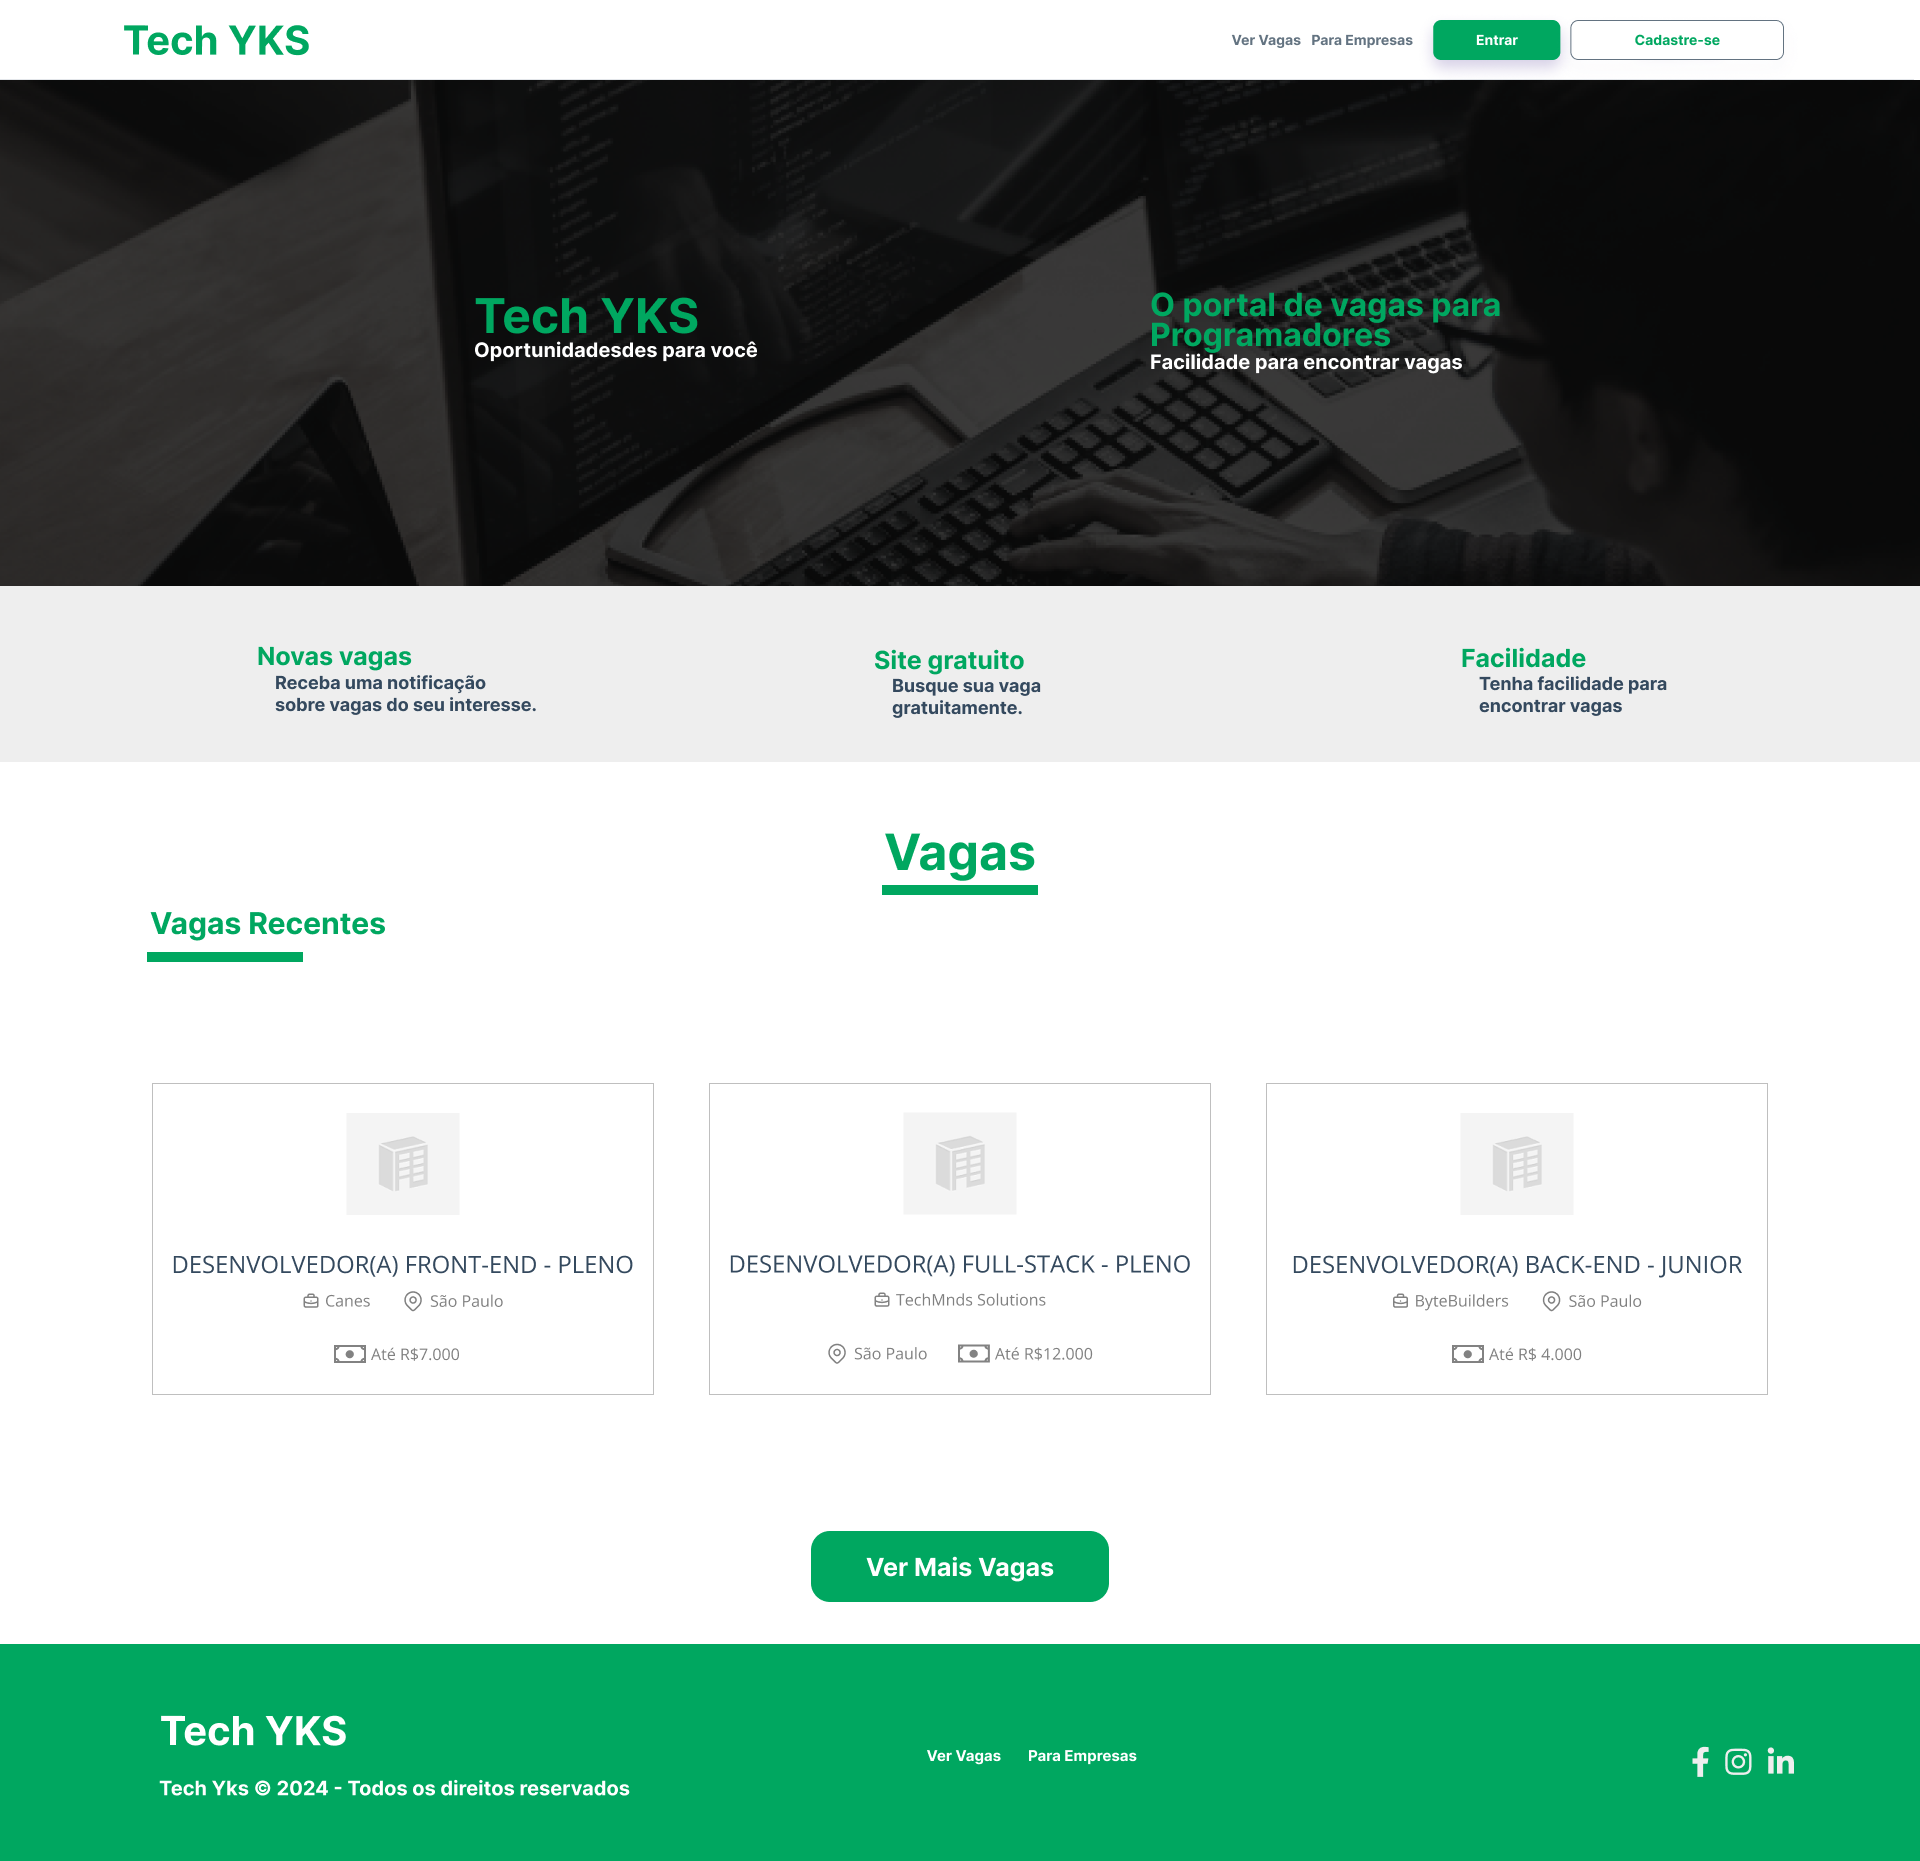 Tech YKS
Ver Vagas
Para Empresas
Entrar
Cadastre-se
Tech YKS
Oportunidadesdes para você
O portal de vagas para
Programadores
Facilidade para encontrar vagas
Novas vagas
Receba uma notificação
sobre vagas do seu interesse.
Site gratuito
Busque sua vaga
gratuitamente.
Facilidade
Tenha facilidade para
encontrar vagas
Vagas
Vagas Recentes
DESENVOLVEDOR(A) FRONT-END - PLENO
Canes
São Paulo
Até R$7.000
DESENVOLVEDOR(A) FULL-STACK - PLENO
TechMnds Solutions
São Paulo
Até R$12.000
DESENVOLVEDOR(A) BACK-END - JUNIOR
ByteBuilders
São Paulo
Até R$ 4.000
Ver Mais Vagas
Tech YKS
Tech Yks © 2024 - Todos os direitos reservados
Ver Vagas
Para Empresas